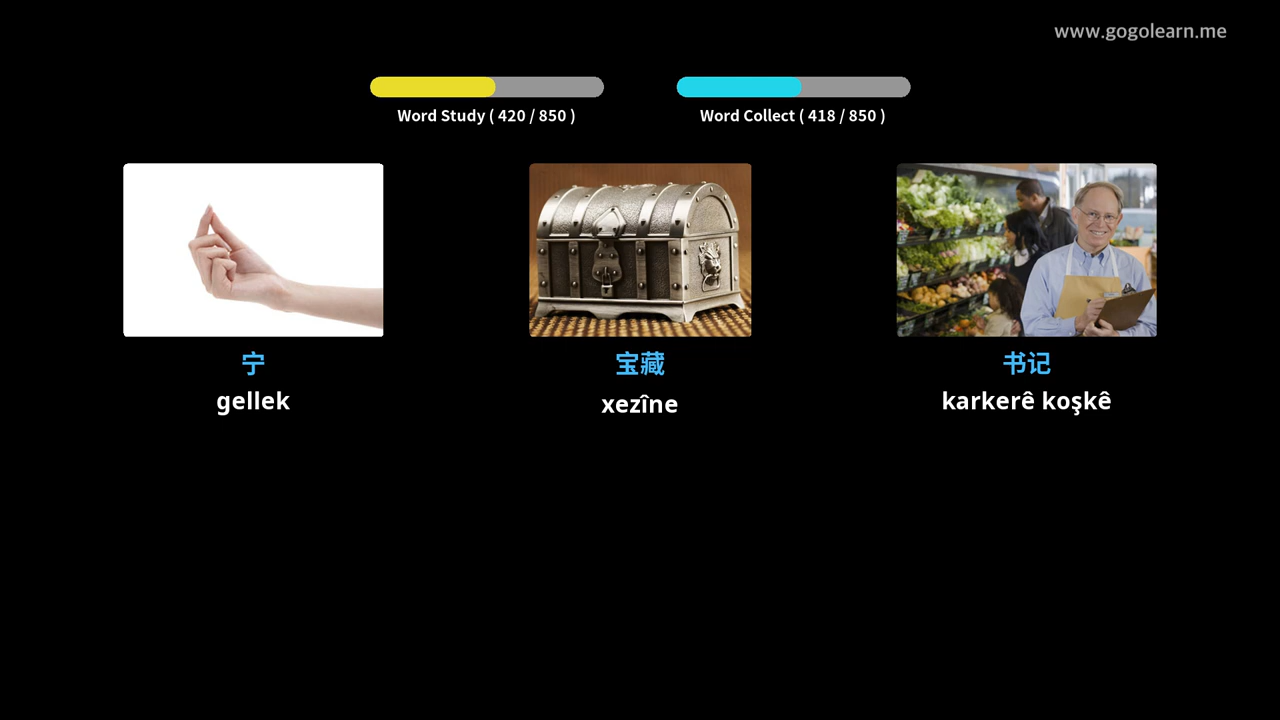 www.gogolearn.me
Word Study ( 420 / 850 )
Word Collect ( 418 / 850 )
宁
宝藏
书记
gellek
xezîne
karkerê koşkê